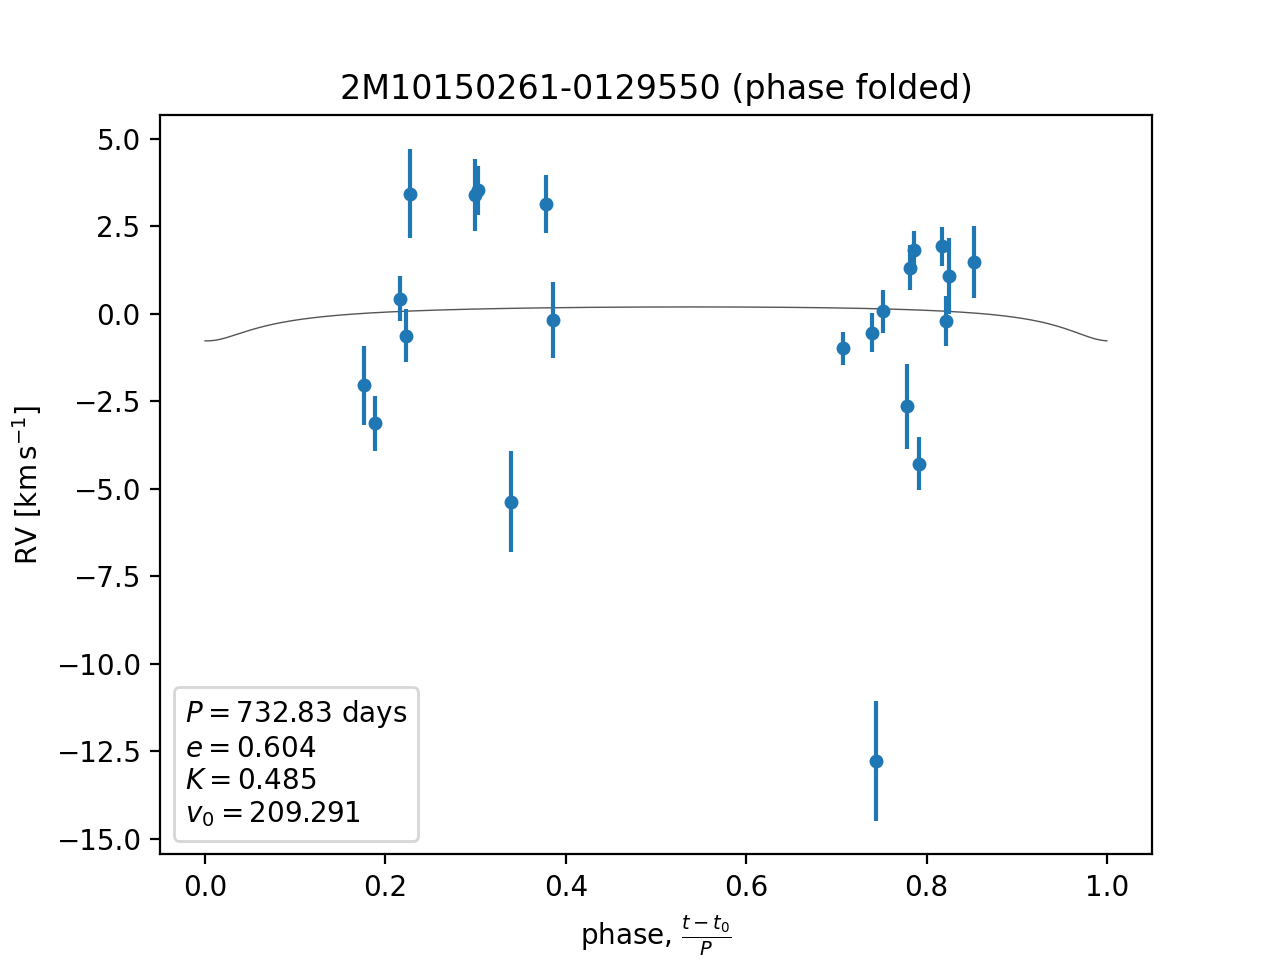 2M10150261-0129550 (phase folded)
RV [km s⁻¹]
5.0
2.5
0.0
−2.5
−5.0
−7.5
−10.0
−12.5
−15.0
P = 732.83 days
e = 0.604
K = 0.485
v₀ = 209.291
0.0 0.2 0.4 0.6 0.8 1.0
phase, (t − t₀)/P